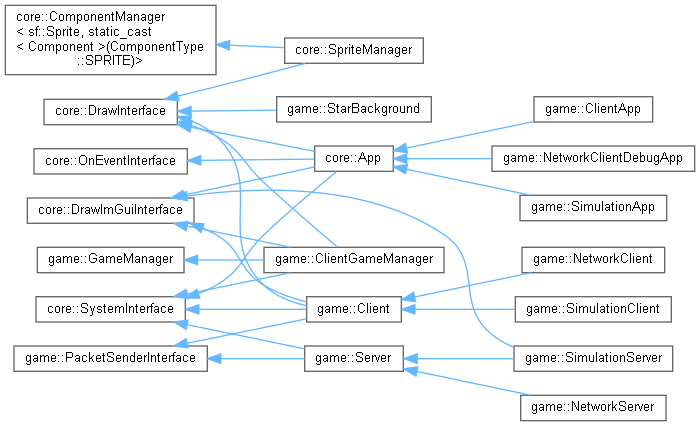 core::ComponentManager
< sf::Sprite, static_cast
< Component >(ComponentType
::SPRITE)>
core::SpriteManager
core::DrawInterface
game::StarBackground
game::ClientApp
core::OnEventInterface
core::App
game::NetworkClientDebugApp
game::SimulationApp
core::DrawImGuiInterface
game::GameManager
game::ClientGameManager
game::NetworkClient
core::SystemInterface
game::Client
game::SimulationClient
game::PacketSenderInterface
game::Server
game::SimulationServer
game::NetworkServer